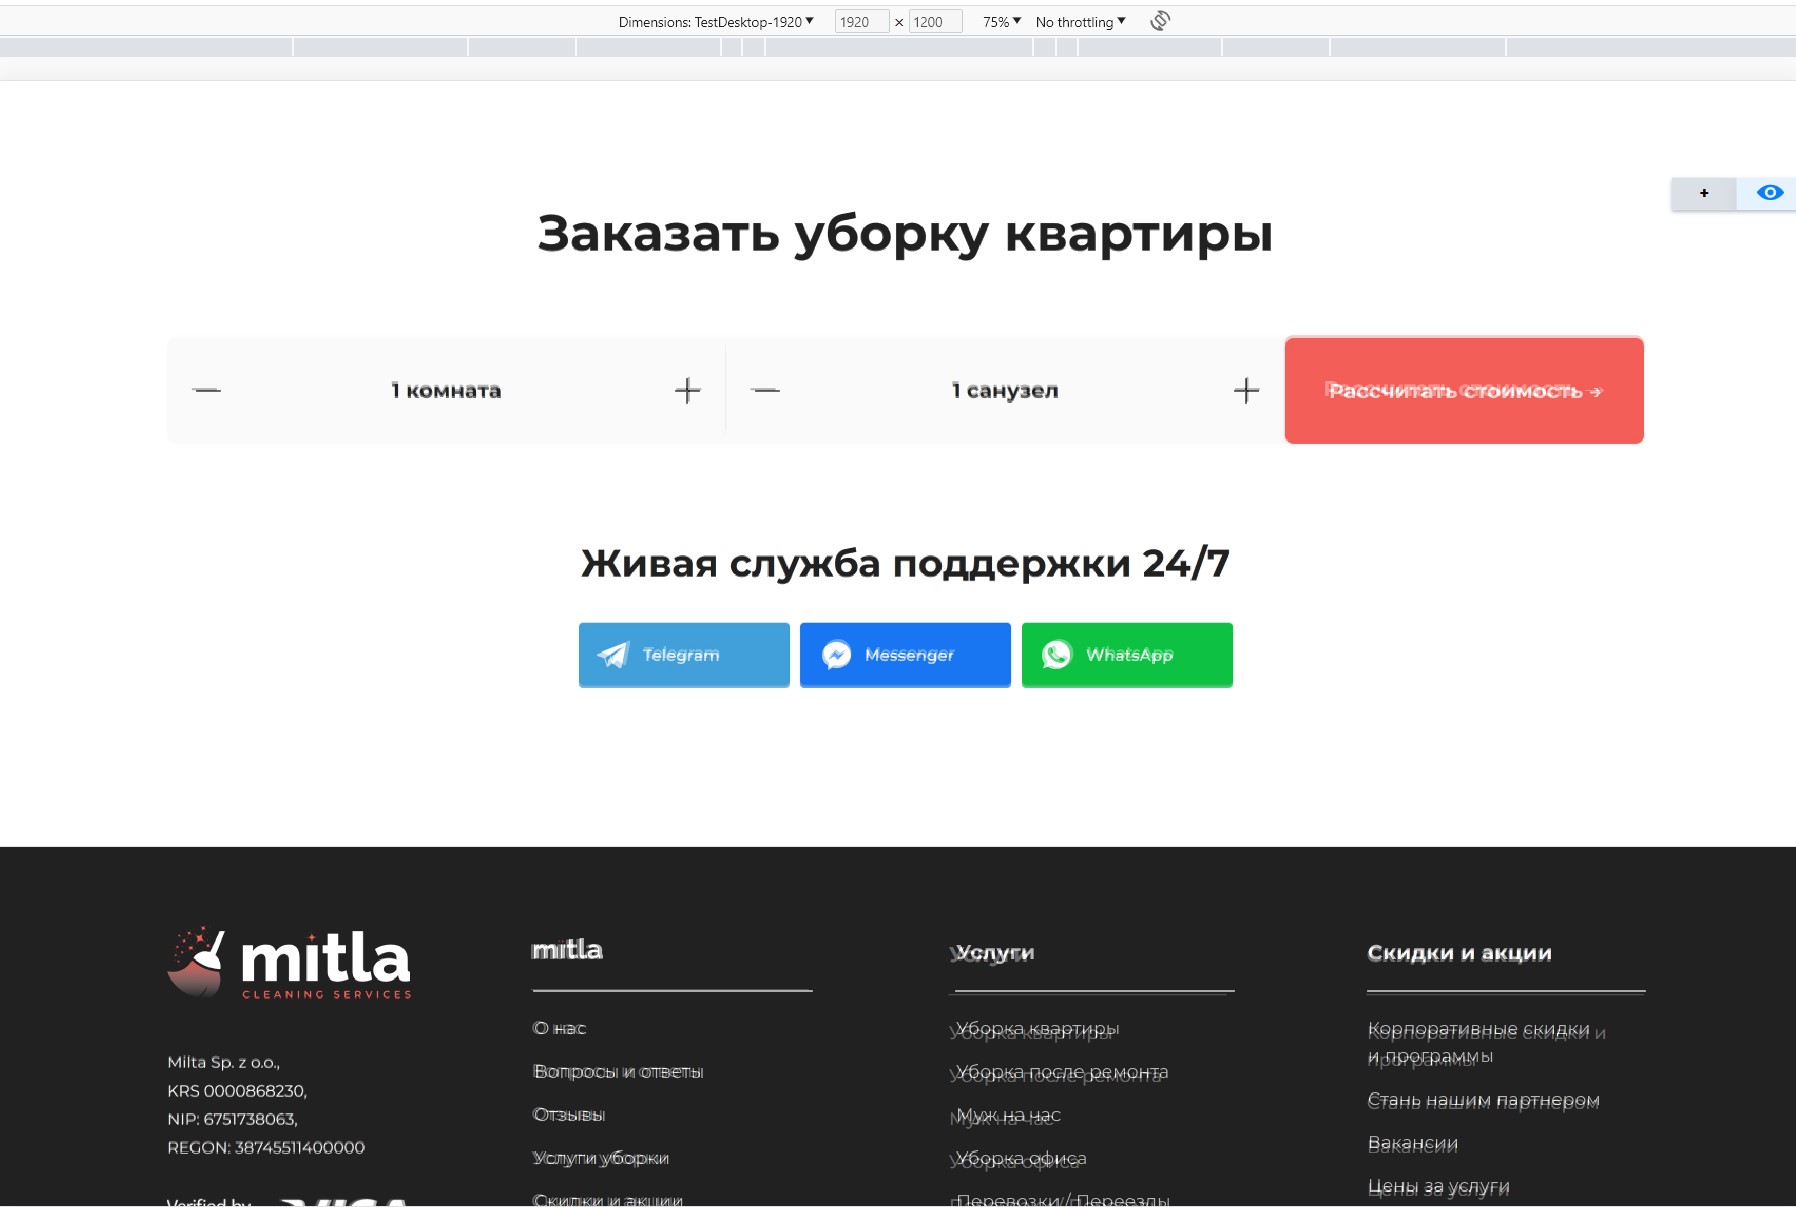 Dimensions: TestDesktop-1920 ▼ 1920 × 1200 75% ▼ No throttling ▼
+
Заказать уборку квартиры
1 комната
1 санузел
Рассчитать стоимость →
Живая служба поддержки 24/7
Telegram
Messenger
WhatsApp
mitla
CLEANING SERVICES
Milta Sp. z o.o.,
KRS 0000868230,
NIP: 6751738063,
REGON: 38745511400000
Verified by VISA
mitla
О нас
Вопросы и ответы
Отзывы
Услуги уборки
Скидки и акции
Услуги
Уборка квартиры
Уборка после ремонта
Муж на час
Уборка офиса
Перевозки/Переезды
Скидки и акции
Корпоративные скидки
и программы
Стань нашим партнером
Вакансии
Цены за услуги